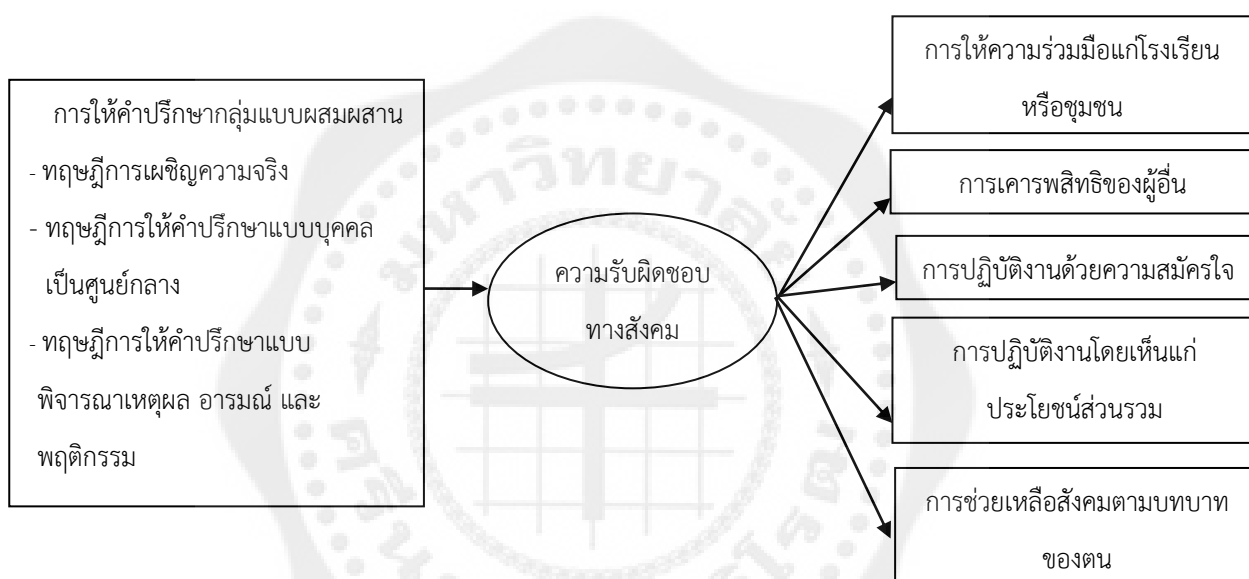 การให้คำปรึกษากลุ่มแบบผสมผสาน
- ทฤษฎีการเผชิญความจริง
- ทฤษฎีการให้คำปรึกษาแบบบุคคล
เป็นศูนย์กลาง
- ทฤษฎีการให้คำปรึกษาแบบ
พิจารณาเหตุผล อารมณ์ และ
พฤติกรรม
ความรับผิดชอบ
ทางสังคม
การให้ความร่วมมือแก่โรงเรียน
หรือชุมชน
การเคารพสิทธิของผู้อื่น
การปฏิบัติงานด้วยความสมัครใจ
การปฏิบัติงานโดยเห็นแก่
ประโยชน์ส่วนรวม
การช่วยเหลือสังคมตามบทบาท
ของตน
มหาวิทยาลัย